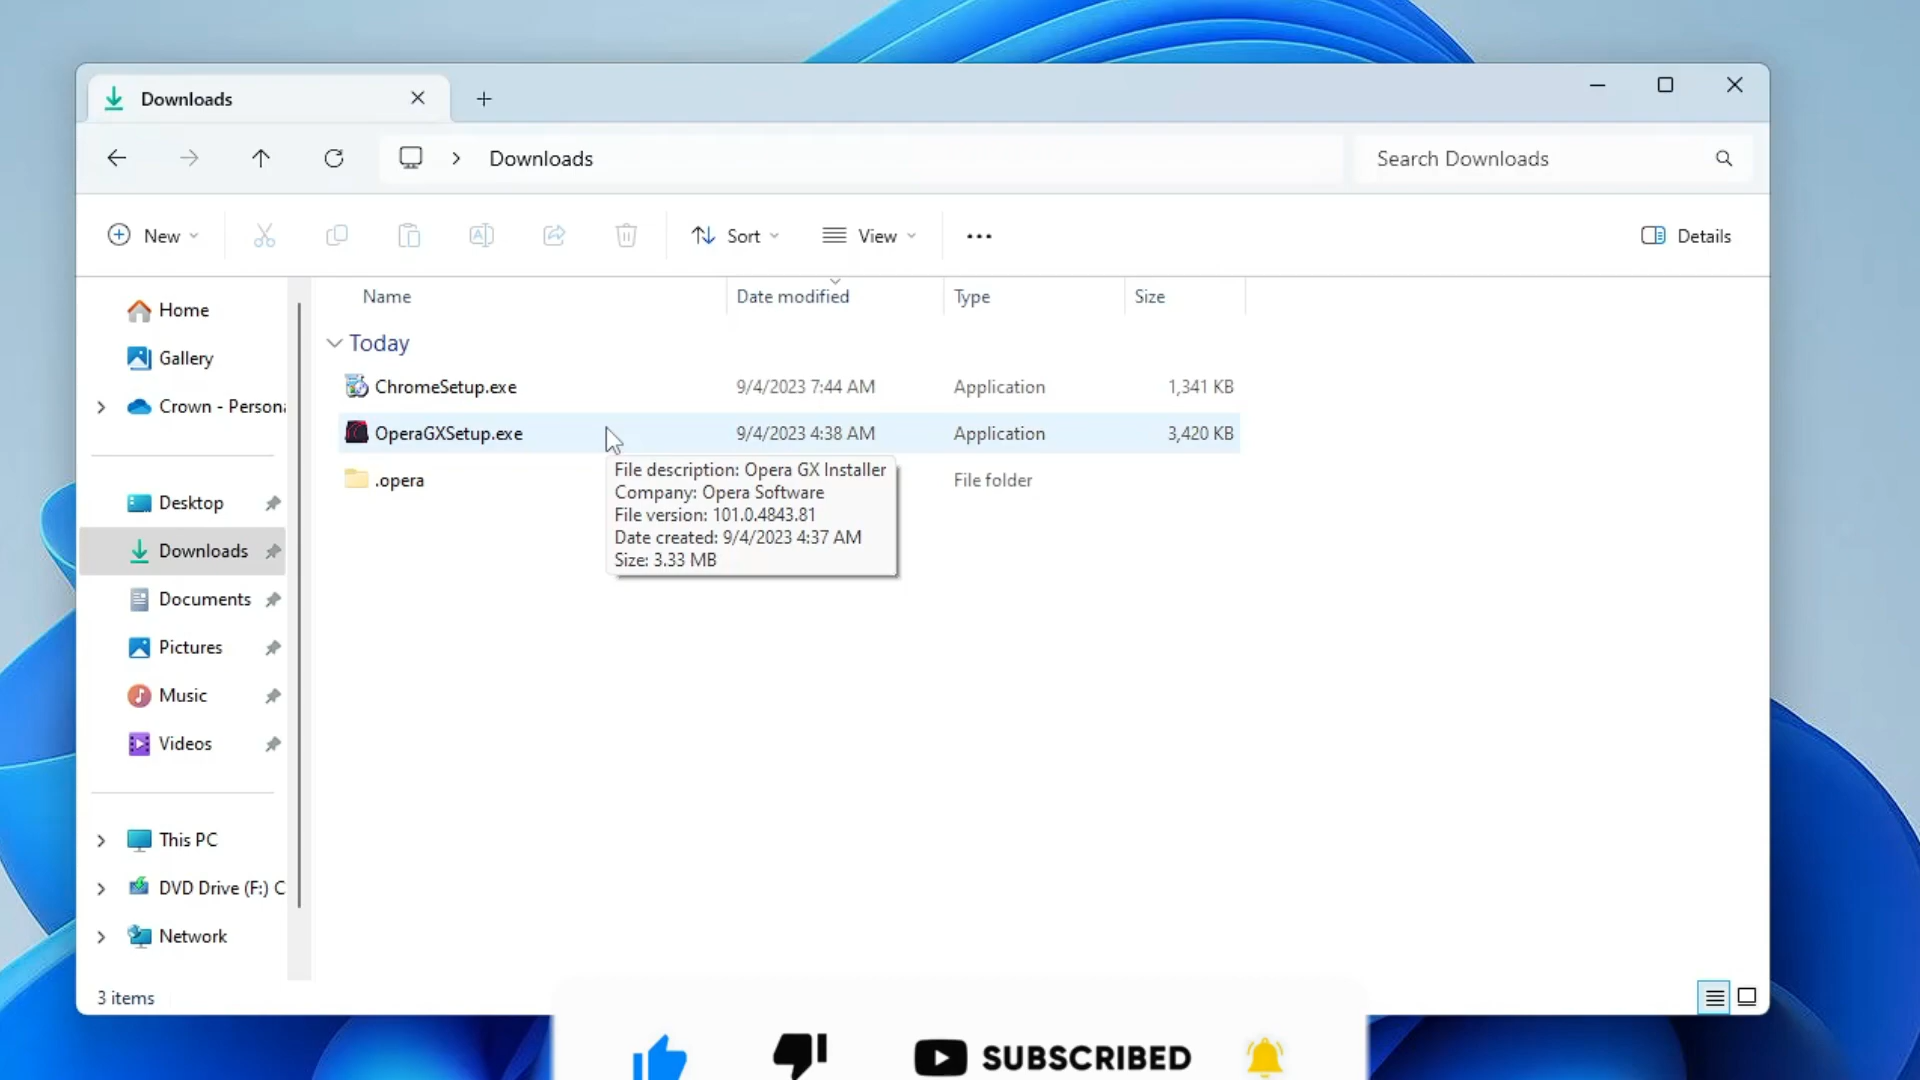 Downloads
Downloads
Search Downloads
New
Sort
View
Details
Name Date modified Type Size
Home
Gallery
Crown - Persona
Desktop
Downloads
Documents
Pictures
Music
Videos
This PC
DVD Drive (F:) C
Network
Today
ChromeSetup.exe 9/4/2023 7:44 AM Application 1,341 KB
OperaGXSetup.exe 9/4/2023 4:38 AM Application 3,420 KB
.opera File folder
File description: Opera GX Installer
Company: Opera Software
File version: 101.0.4843.81
Date created: 9/4/2023 4:37 AM
Size: 3.33 MB
3 items
SUBSCRIBED